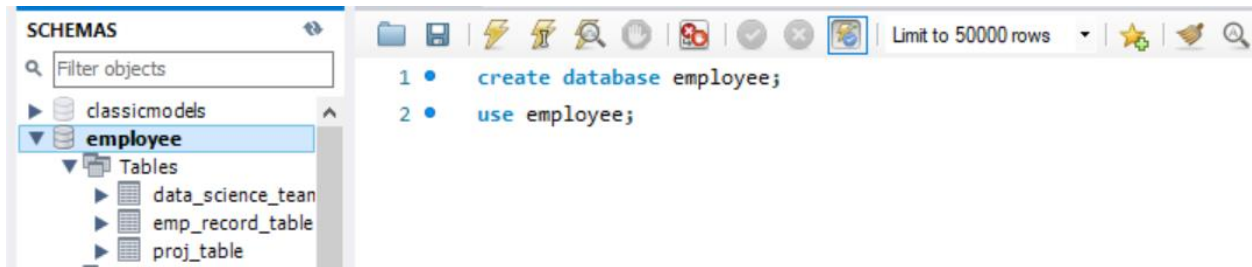 SCHEMAS
Filter objects
classicmodels
employee
Tables
data_science_tean
emp_record_table
proj_table
Limit to 50000 rows
1 create database employee;
2 use employee;